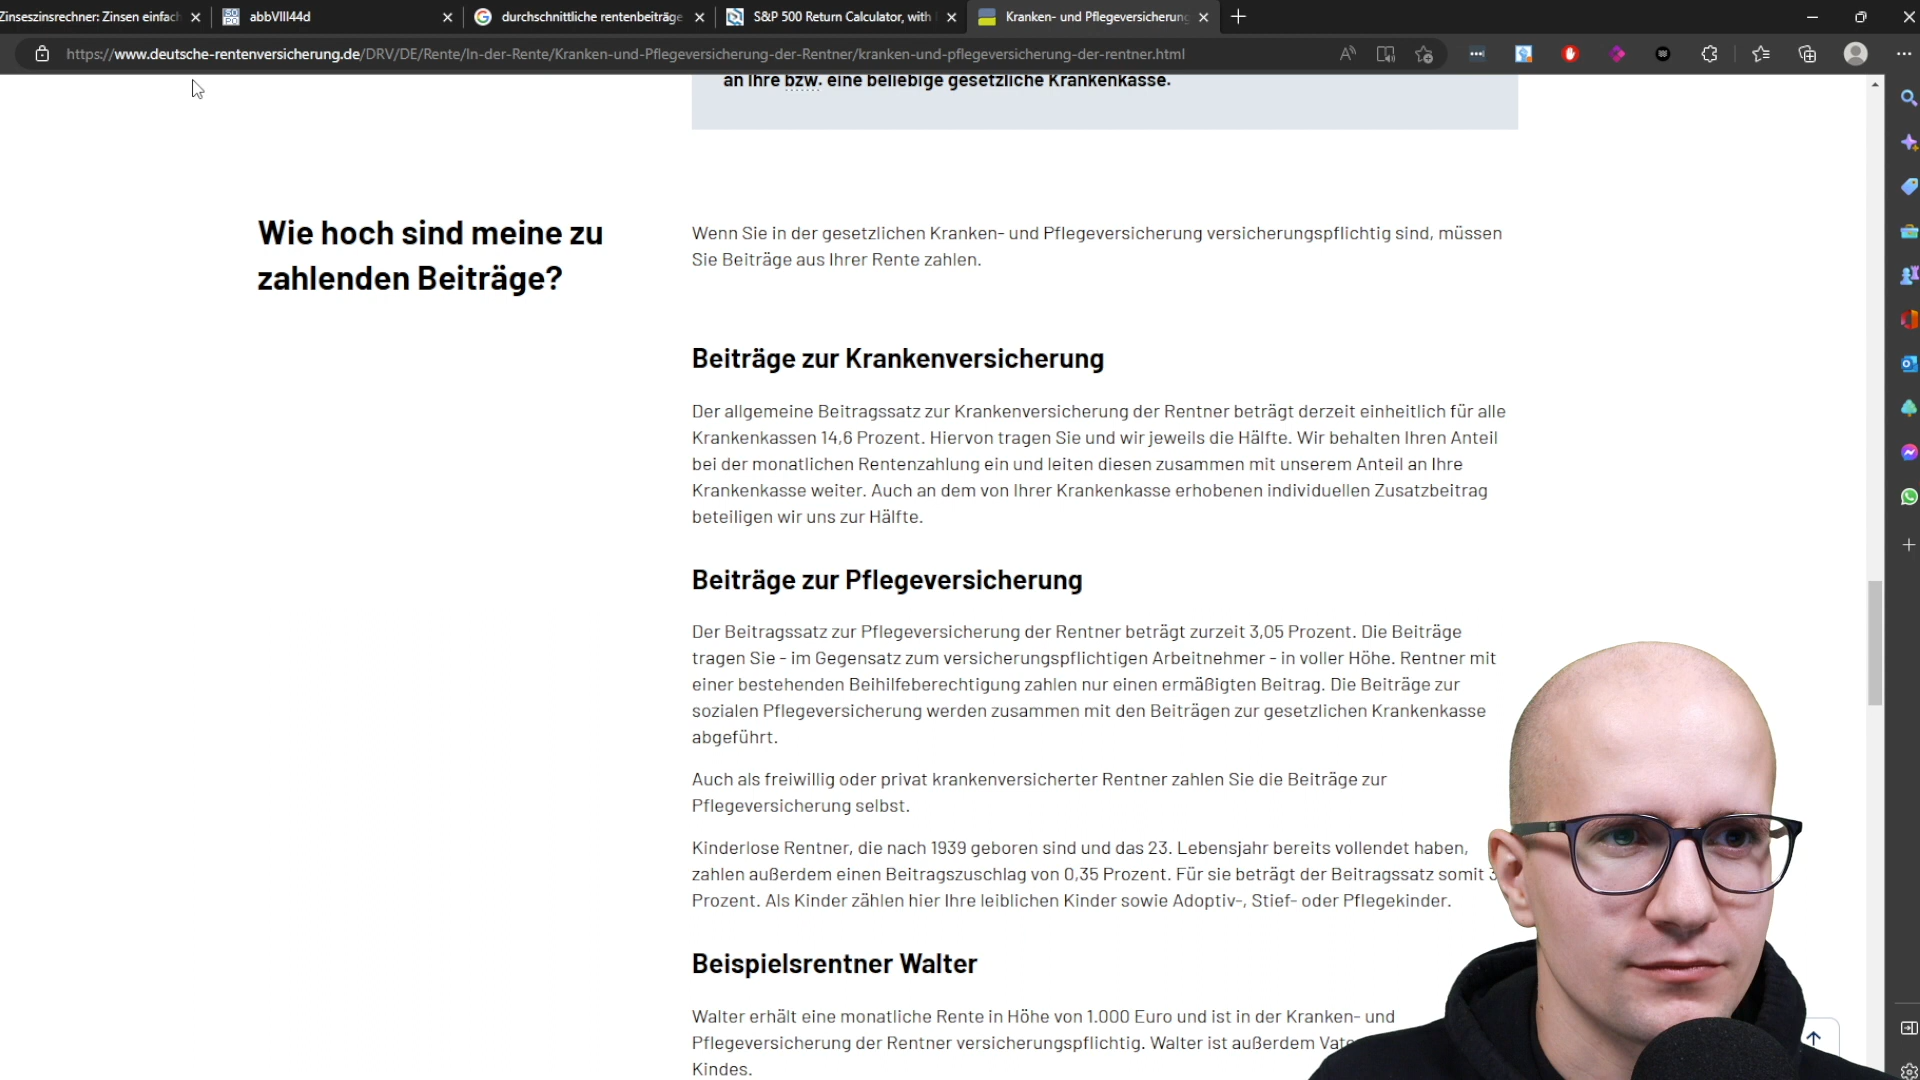 Zinseszinsrechner: Zinsen einfach
abbVIII44d
durchschnittliche rentenbeiträge
S&P 500 Return Calculator, with
Kranken- und Pflegeversicherung
https://www.deutsche-rentenversicherung.de/DRV/DE/Rente/In-der-Rente/Kranken-und-Pflegeversicherung-der-Rentner/kranken-und-pflegeversicherung-der-rentner.html
an Ihre bzw. eine beliebige gesetzliche Krankenkasse.
Wie hoch sind meine zu
zahlenden Beiträge?
Wenn Sie in der gesetzlichen Kranken- und Pflegeversicherung versicherungspflichtig sind, müssen
Sie Beiträge aus Ihrer Rente zahlen.
Beiträge zur Krankenversicherung
Der allgemeine Beitragssatz zur Krankenversicherung der Rentner beträgt derzeit einheitlich für alle
Krankenkassen 14,6 Prozent. Hiervon tragen Sie und wir jeweils die Hälfte. Wir behalten Ihren Anteil
bei der monatlichen Rentenzahlung ein und leiten diesen zusammen mit unserem Anteil an Ihre
Krankenkasse weiter. Auch an dem von Ihrer Krankenkasse erhobenen individuellen Zusatzbeitrag
beteiligen wir uns zur Hälfte.
Beiträge zur Pflegeversicherung
Der Beitragssatz zur Pflegeversicherung der Rentner beträgt zurzeit 3,05 Prozent. Die Beiträge
tragen Sie - im Gegensatz zum versicherungspflichtigen Arbeitnehmer - in voller Höhe. Rentner mit
einer bestehenden Beihilfeberechtigung zahlen nur einen ermäßigten Beitrag. Die Beiträge zur
sozialen Pflegeversicherung werden zusammen mit den Beiträgen zur gesetzlichen Krankenkasse
abgeführt.
Auch als freiwillig oder privat krankenversicherter Rentner zahlen Sie die Beiträge zur
Pflegeversicherung selbst.
Kinderlose Rentner, die nach 1939 geboren sind und das 23. Lebensjahr bereits vollendet haben,
zahlen außerdem einen Beitragszuschlag von 0,35 Prozent. Für sie beträgt der Beitragssatz somit
Prozent. Als Kinder zählen hier Ihre leiblichen Kinder sowie Adoptiv-, Stief- oder Pflegekinder.
Beispielsrentner Walter
Walter erhält eine monatliche Rente in Höhe von 1.000 Euro und ist in der Kranken- und
Pflegeversicherung der Rentner versicherungspflichtig. Walter ist außerdem
Kindes.